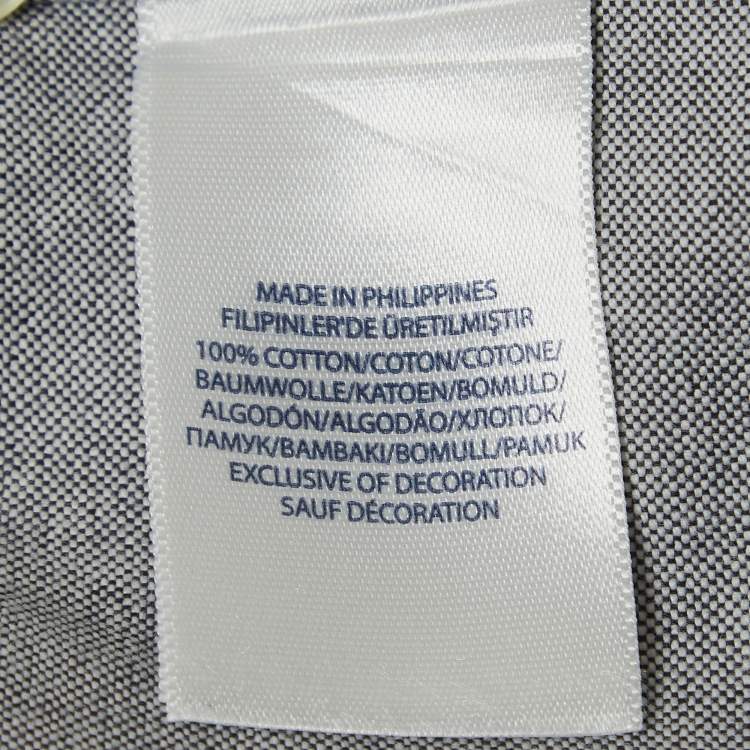 MADE IN PHILIPPINES
FILIPINLER'DE ÜRETILMIŞTIR
100% COTTON/COTON/COTONE/
BAUMWOLLE/KATOEN/BOMULD/
ALGODÓN/ALGODÃO/ХЛОПОК/
ПАМУК/BAMBAKI/BOMULL/PAMUK
EXCLUSIVE OF DECORATION
SAUF DÉCORATION